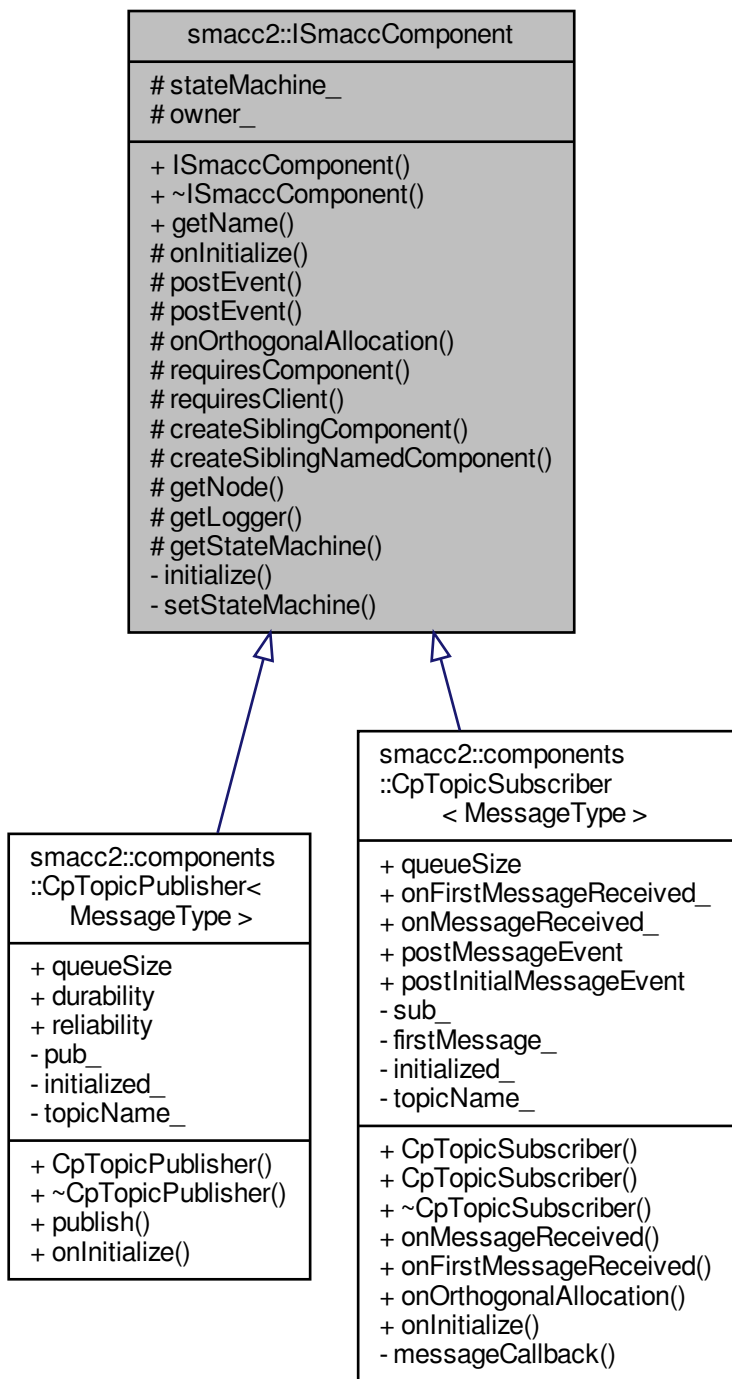 smacc2::ISmaccComponent
# stateMachine_
# owner_
+ ISmaccComponent()
+ ~ISmaccComponent()
+ getName()
# onInitialize()
# postEvent()
# postEvent()
# onOrthogonalAllocation()
# requiresComponent()
# requiresClient()
# createSiblingComponent()
# createSiblingNamedComponent()
# getNode()
# getLogger()
# getStateMachine()
- initialize()
- setStateMachine()
smacc2::components
::CpTopicPublisher<
MessageType >
+ queueSize
+ durability
+ reliability
- pub_
- initialized_
- topicName_
+ CpTopicPublisher()
+ ~CpTopicPublisher()
+ publish()
+ onInitialize()
smacc2::components
::CpTopicSubscriber
< MessageType >
+ queueSize
+ onFirstMessageReceived_
+ onMessageReceived_
+ postMessageEvent
+ postInitialMessageEvent
- sub_
- firstMessage_
- initialized_
- topicName_
+ CpTopicSubscriber()
+ CpTopicSubscriber()
+ ~CpTopicSubscriber()
+ onMessageReceived()
+ onFirstMessageReceived()
+ onOrthogonalAllocation()
+ onInitialize()
- messageCallback()